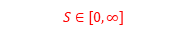 S ∈ [0,∞]